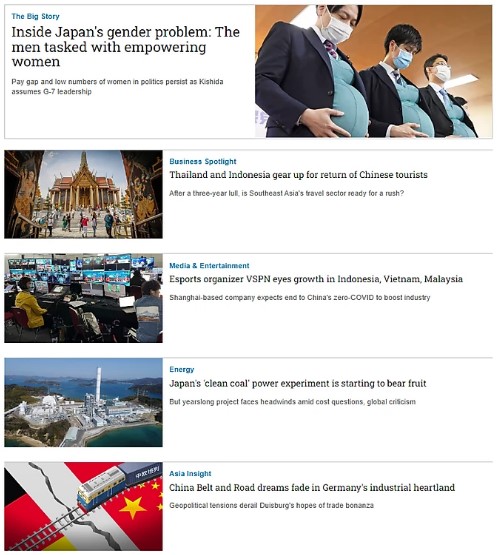 The Big Story
Inside Japan's gender problem: The
men tasked with empowering
women
Pay gap and low numbers of women in politics persist as Kishida
assumes G-7 leadership
Business Spotlight
Thailand and Indonesia gear up for return of Chinese tourists
After a three-year lull, is Southeast Asia's travel sector ready for a rush?
Media & Entertainment
Esports organizer VSPN eyes growth in Indonesia, Vietnam, Malaysia
Shanghai-based company expects end to China's zero-COVID to boost industry
Energy
Japan's 'clean coal' power experiment is starting to bear fruit
But yearslong project faces headwinds amid cost questions, global criticism
Asia Insight
China Belt and Road dreams fade in Germany's industrial heartland
Geopolitical tensions derail Duisburg's hopes of trade bonanza